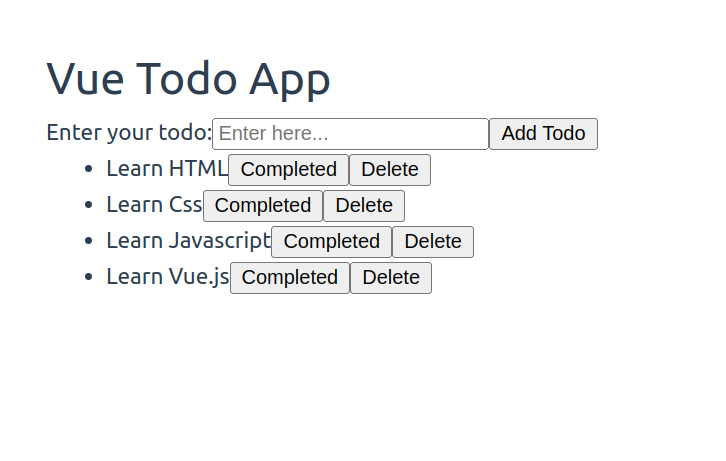 Vue Todo App
Enter your todo: Enter here... Add Todo
Learn HTML Completed Delete
Learn Css Completed Delete
Learn Javascript Completed Delete
Learn Vue.js Completed Delete